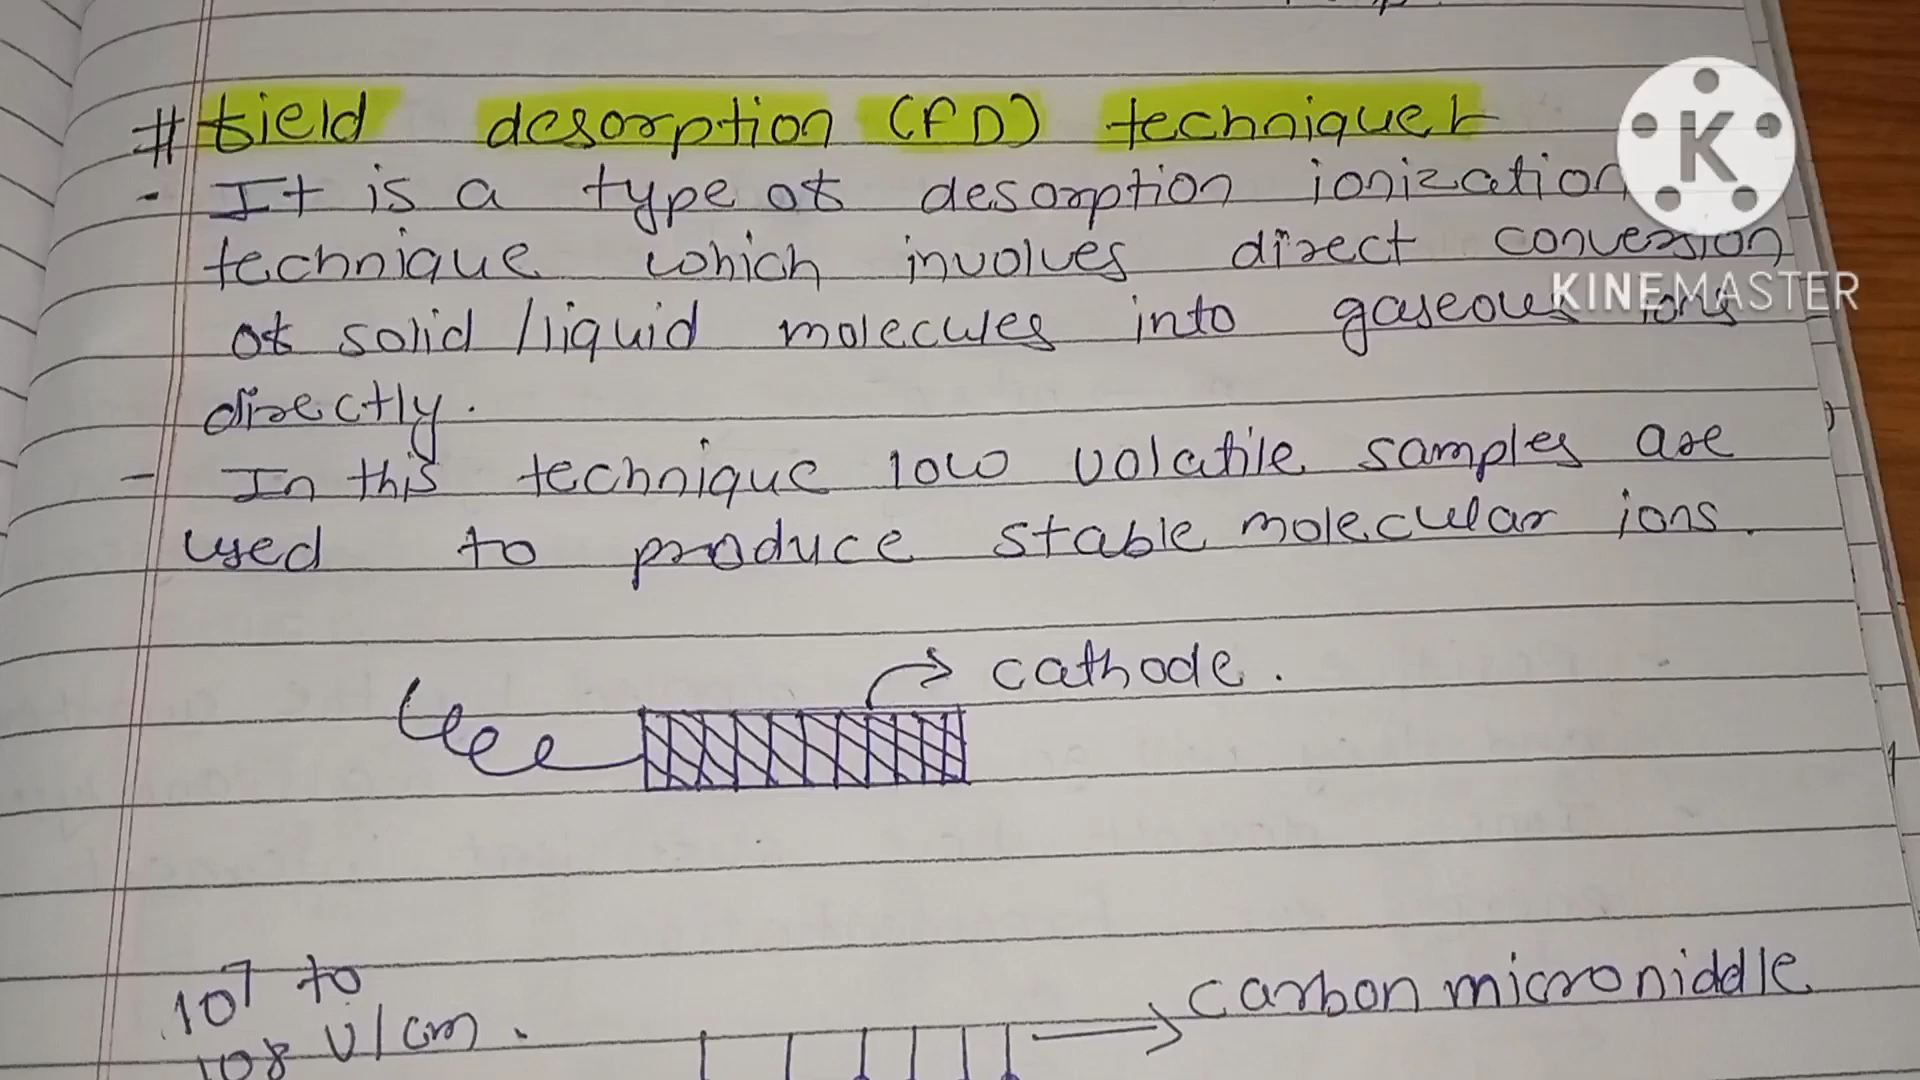 # field desorption (FD) technique:-
- It is a type of desorption ionization
technique which involves direct conversion
of solid/liquid molecules into gaseous ions
directly.
- In this technique low volatile samples are
used to produce stable molecular ions.
→ cathode.
10⁷ to
10⁸ V/cm.
→ carbon microniddle
K
KINEMASTER